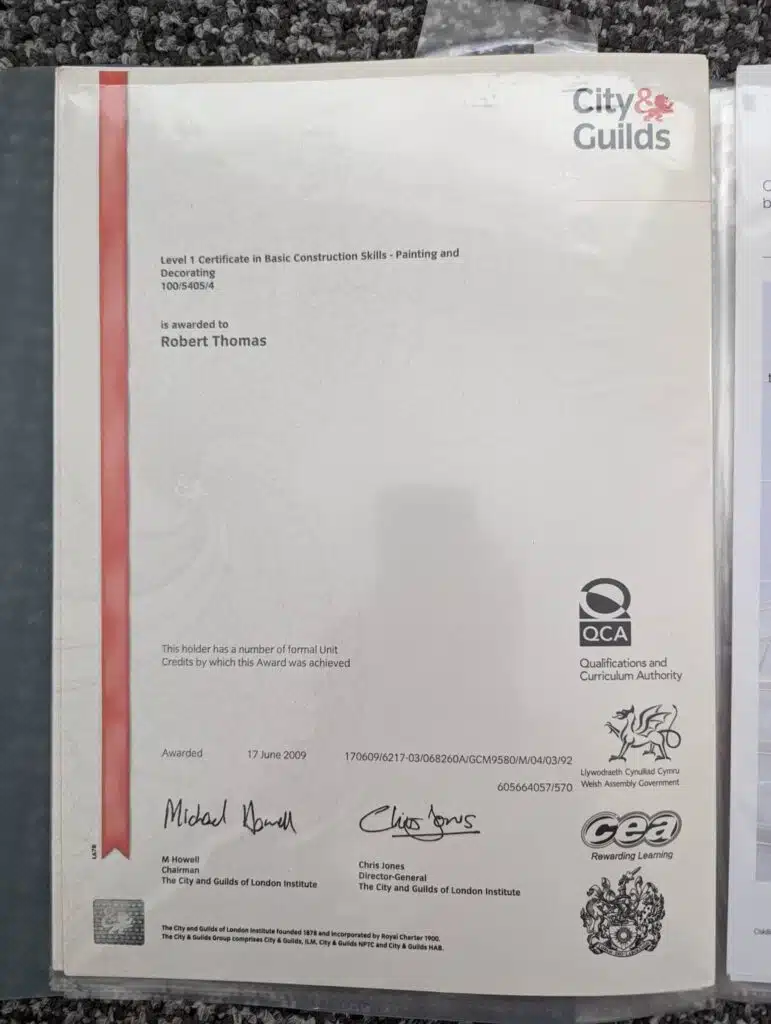 City&
Guilds
Level 1 Certificate in Basic Construction Skills - Painting and
Decorating
100/5405/4
is awarded to
Robert Thomas
This holder has a number of formal Unit
Credits by which this Award was achieved
QCA
Qualifications and
Curriculum Authority
Awarded 17 June 2009 170609/6217-03/068260A/GCM9580/M/04/03/92
Llywodraeth Cynulliad Cymru
Welsh Assembly Government
605664057/570
Michael Howell
Chris Jones
cea
Rewarding Learning
M Howell
Chairman
The City and Guilds of London Institute
Chris Jones
Director-General
The City and Guilds of London Institute
The City and Guilds of London Institute founded 1878 and incorporated by Royal Charter 1900.
The City & Guilds Group comprises City & Guilds, ILM, City & Guilds NPTC and City & Guilds HAB.